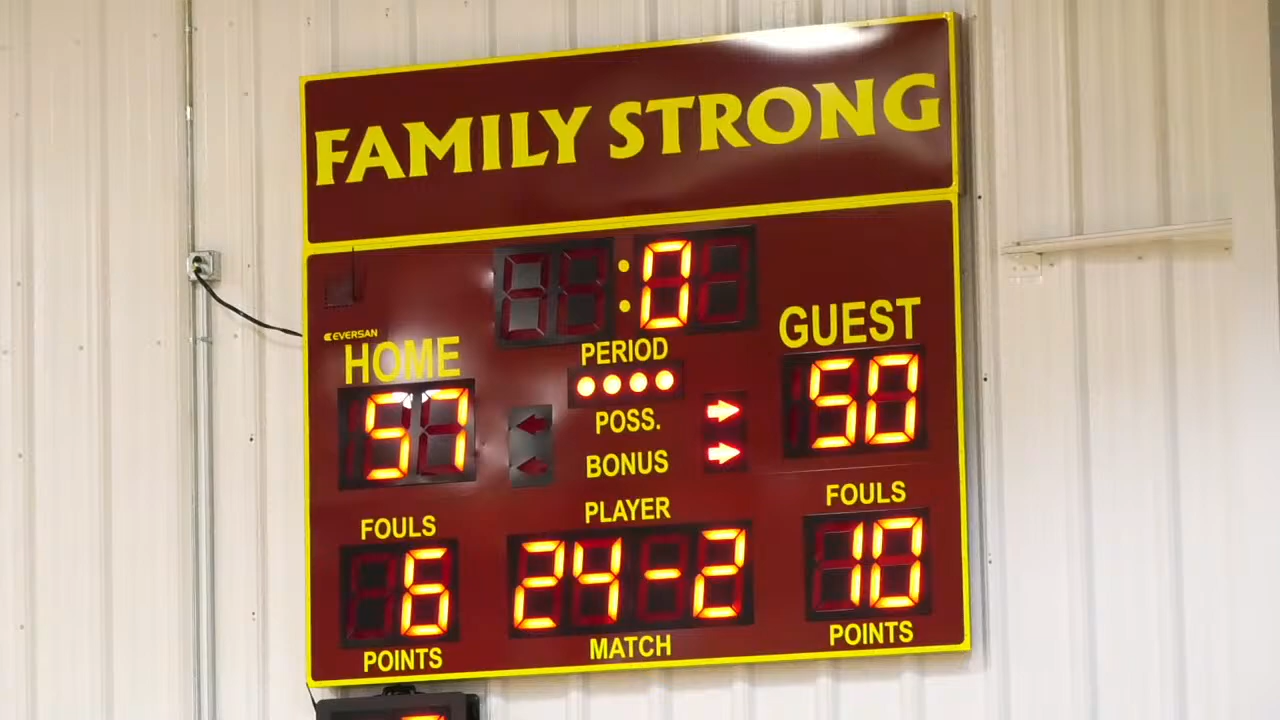 FAMILY STRONG
:0
EVERSAN
HOME
PERIOD
GUEST
57
50
POSS.
BONUS
FOULS
PLAYER
FOULS
6
24-2
10
POINTS
MATCH
POINTS